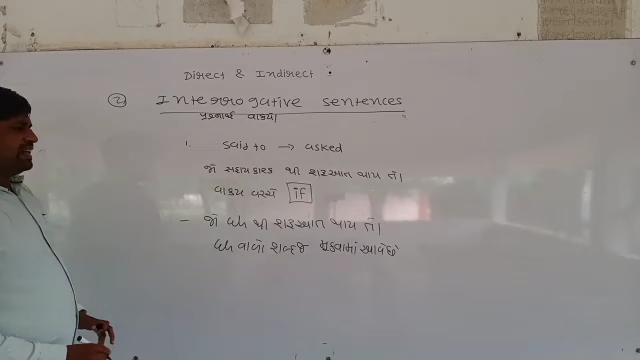 Direct & Indirect :
(2) Interrogative sentences
પ્રશ્નાર્થ વાક્યો
1. said to → asked
જો સહાયકારક થી શરૂઆત થાય તો
વાક્ય વચ્ચે if
- જો wh થી શરૂઆત થાય તો
wh વાળો શબ્દજ મુકવામાં આવે છે